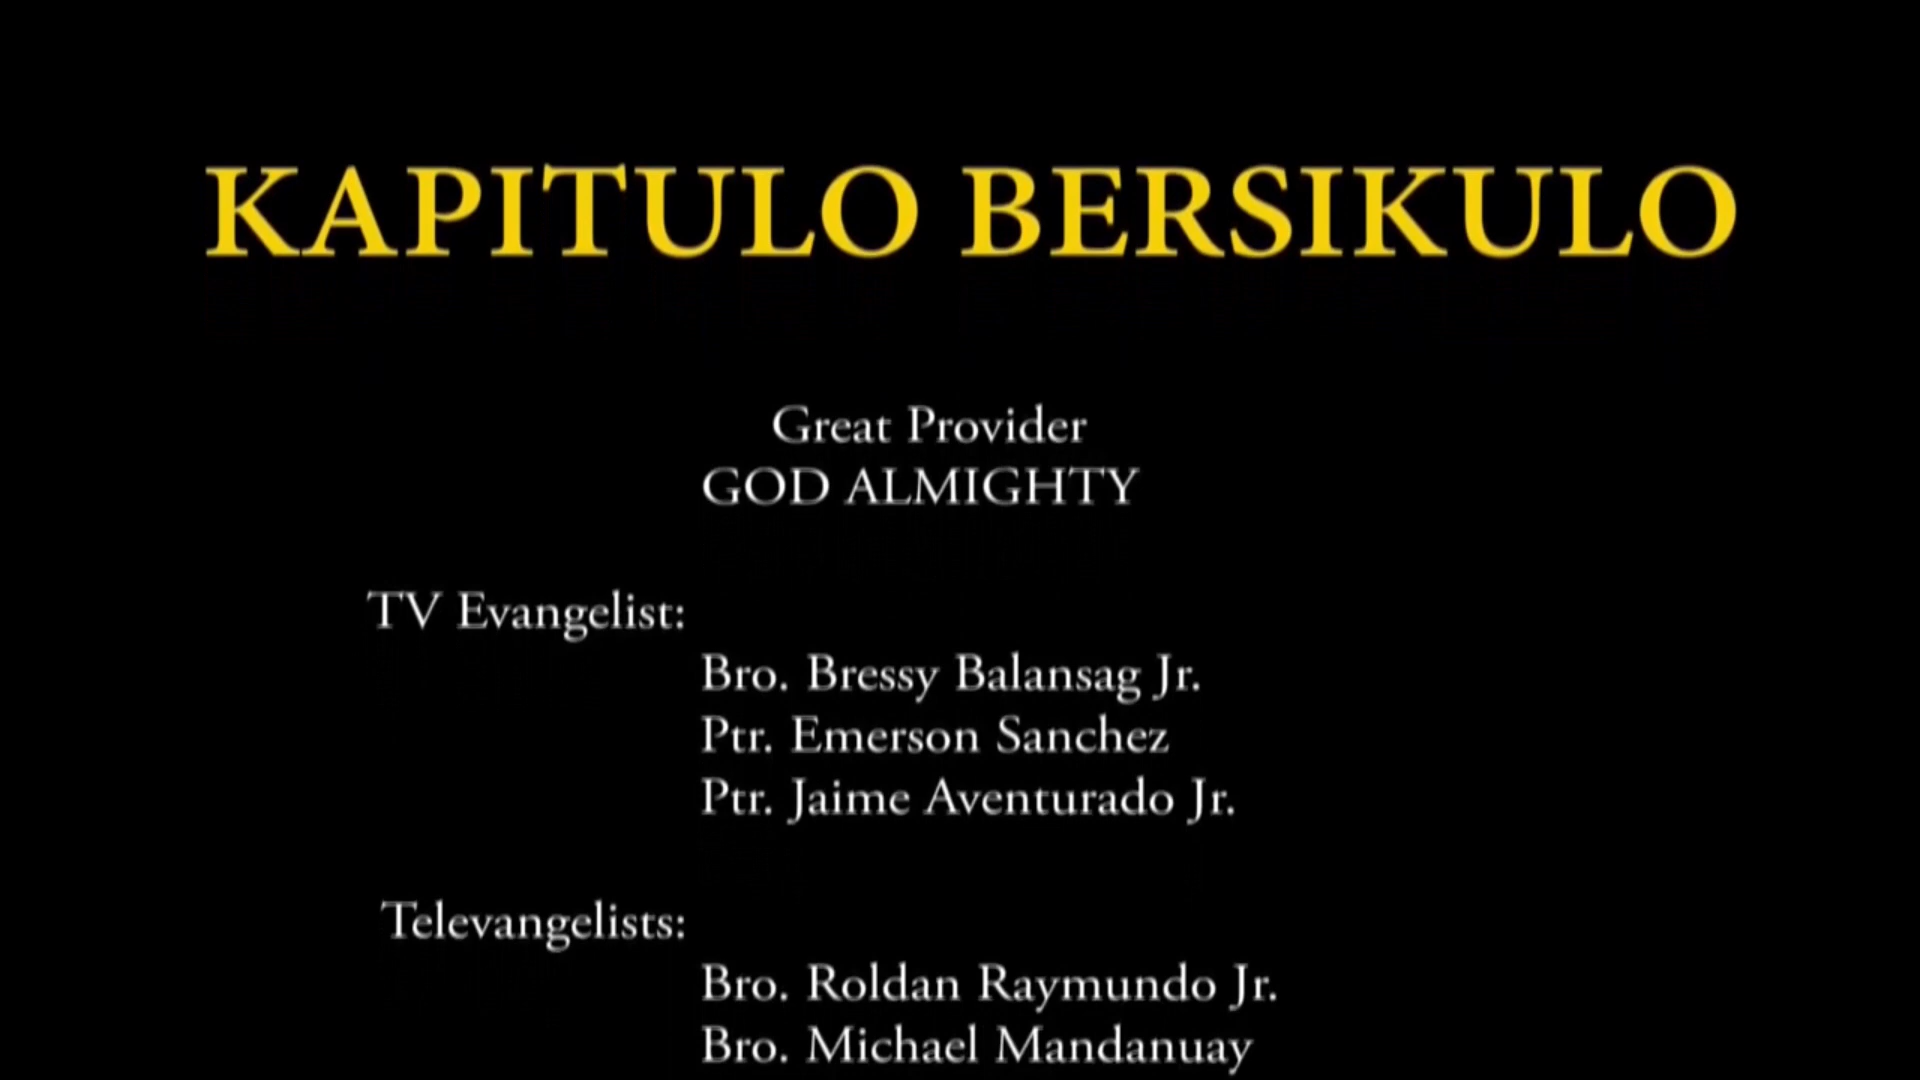 KAPITULO BERSIKULO
Great Provider
GOD ALMIGHTY
TV Evangelist:
Bro. Bressy Balansag Jr.
Ptr. Emerson Sanchez
Ptr. Jaime Aventurado Jr.
Televangelists:
Bro. Roldan Raymundo Jr.
Bro. Michael Mandanuay